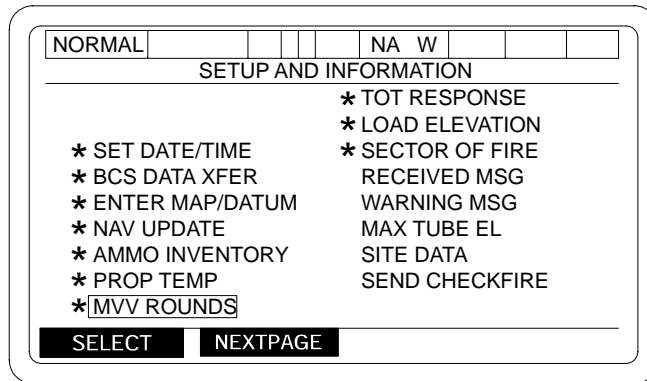 NORMAL NA W
SETUP AND INFORMATION
* TOT RESPONSE
* LOAD ELEVATION
* SET DATE/TIME * SECTOR OF FIRE
* BCS DATA XFER RECEIVED MSG
* ENTER MAP/DATUM WARNING MSG
* NAV UPDATE MAX TUBE EL
* AMMO INVENTORY SITE DATA
* PROP TEMP SEND CHECKFIRE
* MVV ROUNDS
SELECT NEXTPAGE